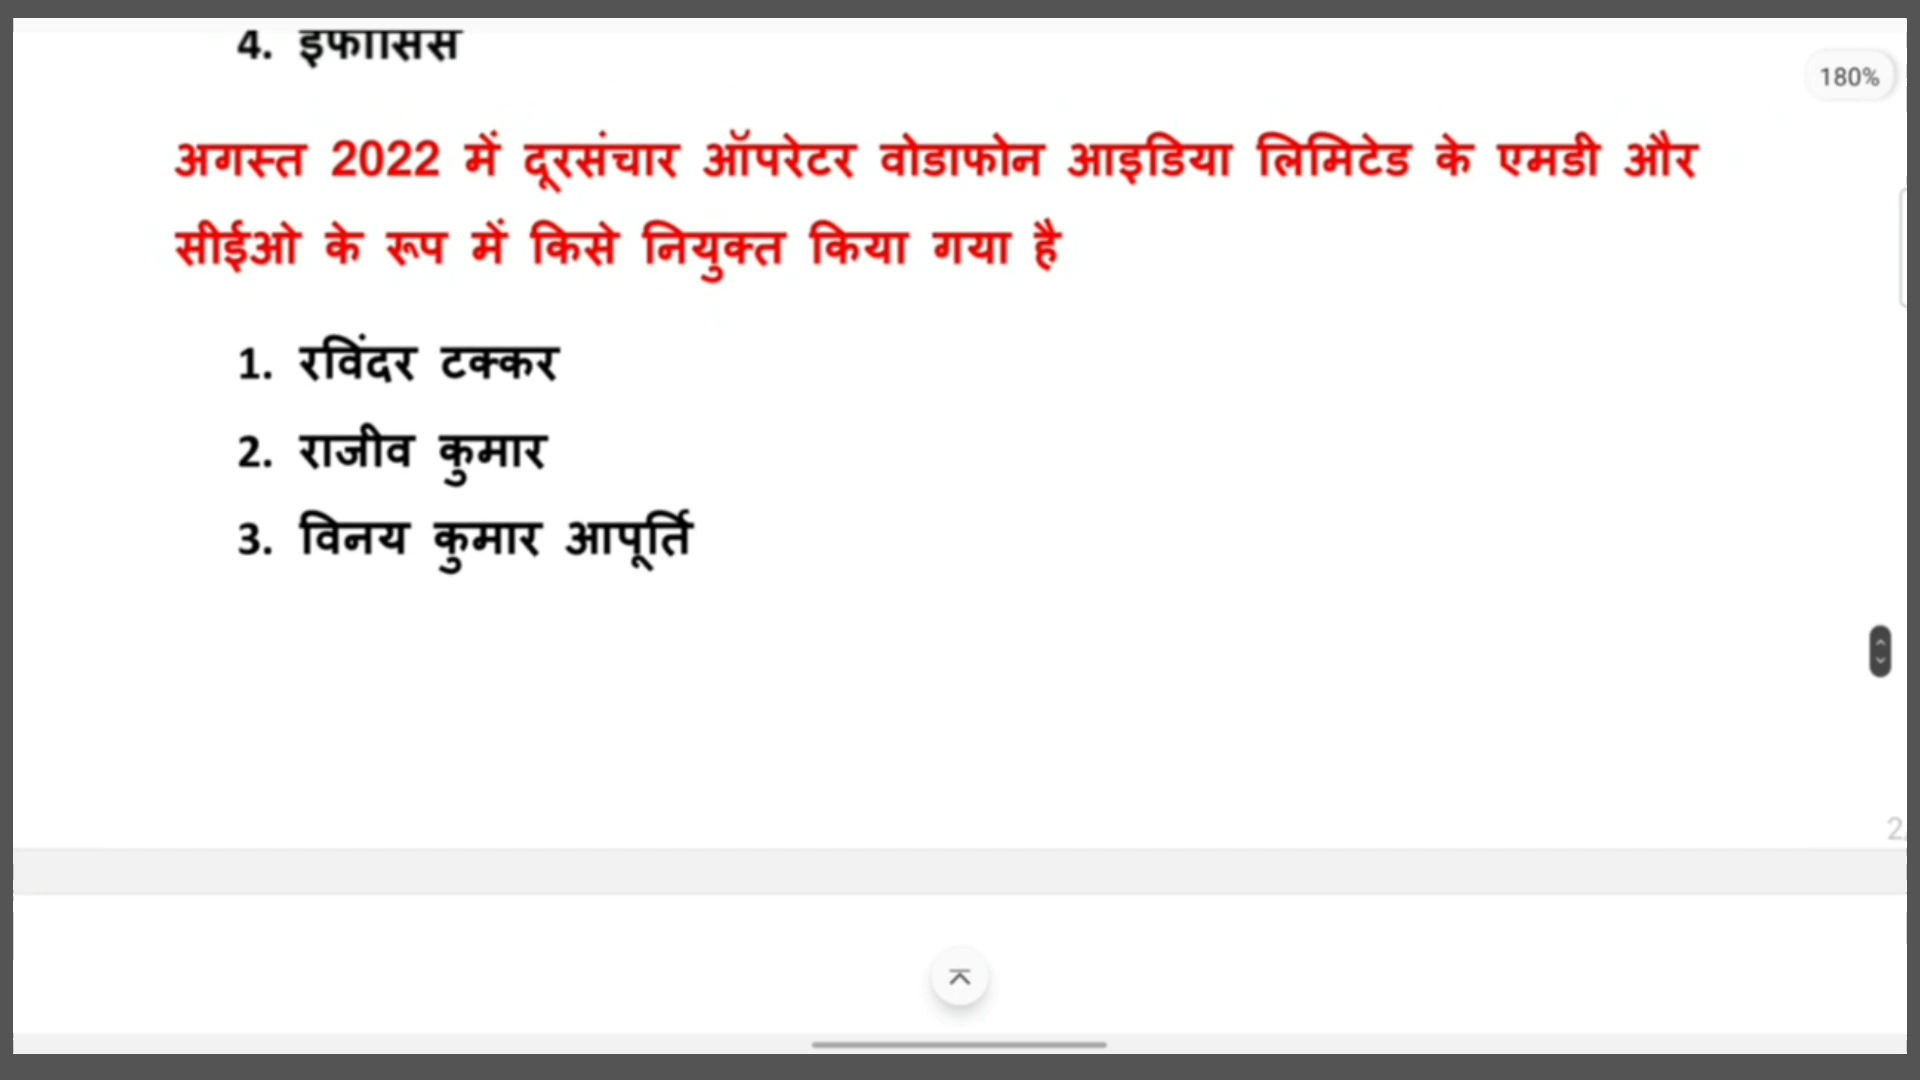 4. इंफोसिस
180%
अगस्त 2022 में दूरसंचार ऑपरेटर वोडाफोन आइडिया लिमिटेड के एमडी और
सीईओ के रूप में किसे नियुक्त किया गया है
1. रविंदर टक्कर
2. राजीव कुमार
3. विनय कुमार आपूर्ति
2